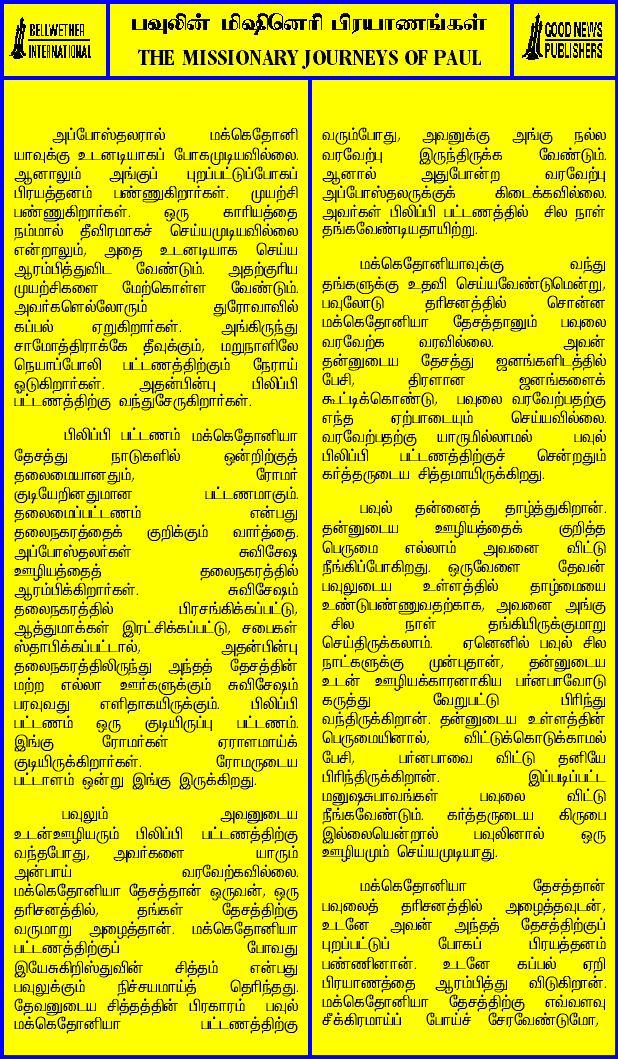 BELLWETHER
INTERNATIONAL
பவுலின் மிஷினெரி பிரயாணங்கள்
THE MISSIONARY JOURNEYS OF PAUL
GOOD NEWS
PUBLISHERS
அப்போஸ்தலரால் மக்கெதோனி
யாவுக்கு உடனடியாகப் போகமுடியவில்லை.
ஆனாலும் அங்குப் புறப்பட்டுப்போகப்
பிரயத்தனம் பண்ணுகிறார்கள். முயற்சி
பண்ணுகிறார்கள். ஒரு காரியத்தை
நம்மால் தீவிரமாகச் செய்யமுடியவில்லை
என்றாலும், அதை உடனடியாக செய்ய
ஆரம்பித்துவிட வேண்டும். அதற்குரிய
முயற்சிகளை மேற்கொள்ள வேண்டும்.
அவர்களெல்லோரும் துரோவாவில்
கப்பல் ஏறுகிறார்கள். அங்கிருந்து
சாமோத்திராக்கே தீவுக்கும், மறுநாளிலே
நெயாப்போலி பட்டணத்திற்கும் நேராய்
ஓடுகிறார்கள். அதன்பின்பு பிலிப்பி
பட்டணத்திற்கு வந்துசேருகிறார்கள்.
பிலிப்பி பட்டணம் மக்கெதோனியா
தேசத்து நாடுகளில் ஒன்றிற்குத்
தலைமையானதும், ரோமர்
குடியேறினதுமான பட்டணமாகும்.
தலைமைப்பட்டணம் என்பது
தலைநகரத்தைக் குறிக்கும் வார்த்தை.
அப்போஸ்தலர்கள் சுவிசேஷ
ஊழியத்தைத் தலைநகரத்தில்
ஆரம்பிக்கிறார்கள். சுவிசேஷம்
தலைநகரத்தில் பிரசங்கிக்கப்பட்டு,
ஆத்துமாக்கள் இரட்சிக்கப்பட்டு, சபைகள்
ஸ்தாபிக்கப்பட்டால், அதன்பின்பு
தலைநகரத்திலிருந்து அந்தத் தேசத்தின்
மற்ற எல்லா ஊர்களுக்கும் சுவிசேஷம்
பரவுவது எளிதாகயிருக்கும். பிலிப்பி
பட்டணம் ஒரு குடியிருப்பு பட்டணம்.
இங்கு ரோமர்கள் ஏராளமாய்க்
குடியிருக்கிறார்கள். ரோமருடைய
பட்டாளம் ஒன்று இங்கு இருக்கிறது.
பவுலும் அவனுடைய
உடன்ஊழியரும் பிலிப்பி பட்டணத்திற்கு
வந்தபோது, அவர்களை யாரும்
அன்பாய் வரவேற்கவில்லை.
மக்கெதோனியா தேசத்தான் ஒருவன், ஒரு
தரிசனத்தில், தங்கள் தேசத்திற்கு
வருமாறு அழைத்தான். மக்கெதோனியா
பட்டணத்திற்குப் போவது
இயேசுகிறிஸ்துவின் சித்தம் என்பது
பவுலுக்கும் நிச்சயமாய்த் தெரிந்தது.
தேவனுடைய சித்தத்தின் பிரகாரம் பவுல்
மக்கெதோனியா பட்டணத்திற்கு
வரும்போது, அவனுக்கு அங்கு நல்ல
வரவேற்பு இருந்திருக்க வேண்டும்.
ஆனால் அதுபோன்ற வரவேற்பு
அப்போஸ்தலருக்குக் கிடைக்கவில்லை.
அவர்கள் பிலிப்பி பட்டணத்தில் சில நாள்
தங்கவேண்டியதாயிற்று.
மக்கெதோனியாவுக்கு வந்து
தங்களுக்கு உதவி செய்யவேண்டுமென்று,
பவுலோடு தரிசனத்தில் சொன்ன
மக்கெதோனியா தேசத்தானும் பவுலை
வரவேற்க வரவில்லை. அவன்
தன்னுடைய தேசத்து ஜனங்களிடத்தில்
பேசி, திரளான ஜனங்களைக்
கூட்டிக்கொண்டு, பவுலை வரவேற்பதற்கு
எந்த ஏற்பாடையும் செய்யவில்லை.
வரவேற்பதற்கு யாருமில்லாமல் பவுல்
பிலிப்பி பட்டணத்திற்குச் சென்றதும்
கர்த்தருடைய சித்தமாயிருக்கிறது.
பவுல் தன்னைத் தாழ்த்துகிறான்.
தன்னுடைய ஊழியத்தைக் குறித்த
பெருமை எல்லாம் அவனை விட்டு
நீங்கிப்போகிறது. ஒருவேளை தேவன்
பவுலுடைய உள்ளத்தில் தாழ்மையை
உண்டுபண்ணுவதற்காக, அவனை அங்கு
சில நாள் தங்கியிருக்குமாறு
செய்திருக்கலாம். ஏனெனில் பவுல் சில
நாட்களுக்கு முன்புதான், தன்னுடைய
உடன் ஊழியக்காரனாகிய பர்னபாவோடு
கருத்து வேறுபட்டு பிரிந்து
வந்திருக்கிறான். தன்னுடைய உள்ளத்தின்
பெருமையினால், விட்டுக்கொடுக்காமல்
பேசி, பர்னபாவை விட்டு தனியே
பிரிந்திருக்கிறான். இப்படிப்பட்ட
மனுஷசுபாவங்கள் பவுலை விட்டு
நீங்கவேண்டும். கர்த்தருடைய கிருபை
இல்லையென்றால் பவுலினால் ஒரு
ஊழியமும் செய்யமுடியாது.
மக்கெதோனியா தேசத்தான்
பவுலைத் தரிசனத்தில் அழைத்தவுடன்,
உடனே அவன் அந்தத் தேசத்திற்குப்
புறப்பட்டுப் போகப் பிரயத்தனம்
பண்ணினான். உடனே கப்பல் ஏறி
பிரயாணத்தை ஆரம்பித்து விடுகிறான்.
மக்கெதோனியா தேசத்திற்கு எவ்வளவு
சீக்கிரமாய்ப் போய்ச் சேரவேண்டுமோ,